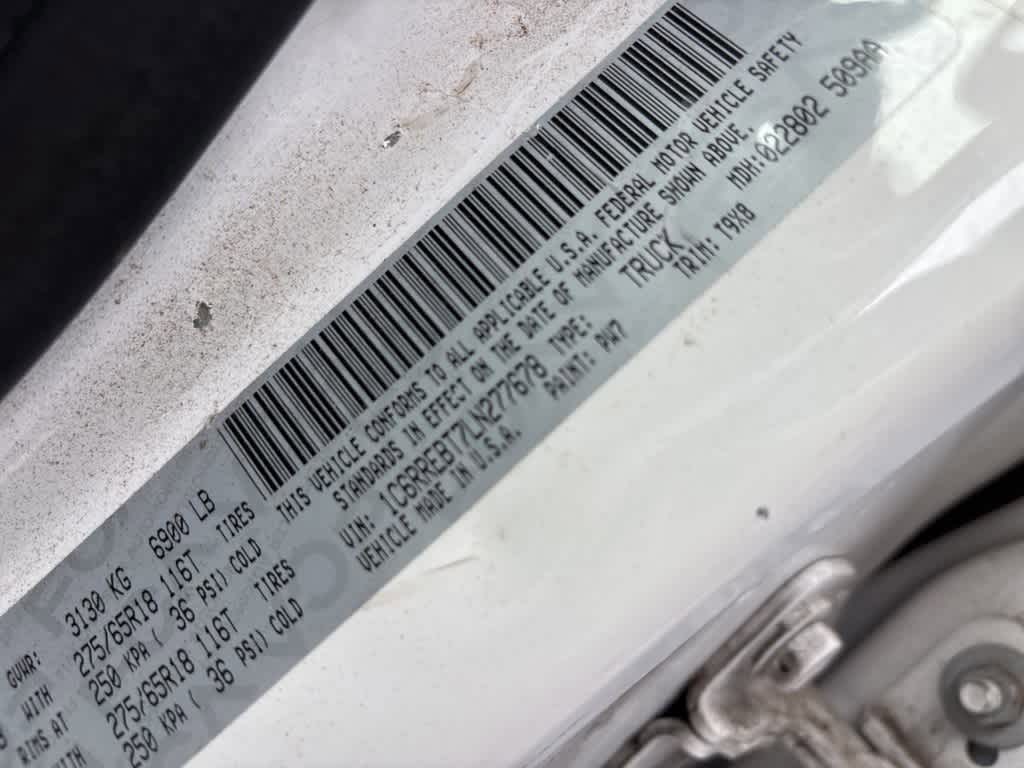 GVWR: 3130 KG 6900 LB
WITH 275/65R18 116T TIRES
RIMS AT 250 KPA ( 36 PSI) COLD
WITH 275/65R18 116T TIRES
250 KPA ( 36 PSI) COLD
THIS VEHICLE CONFORMS TO ALL APPLICABLE U.S.A. FEDERAL MOTOR VEHICLE SAFETY
STANDARDS IN EFFECT ON THE DATE OF MANUFACTURE SHOWN ABOVE.
VIN: 1C6RREBT7LN277678 TYPE: TRUCK MDH: 022802 509AA
VEHICLE MADE IN U.S.A. PAINT: PW7 TRIM: T9X8